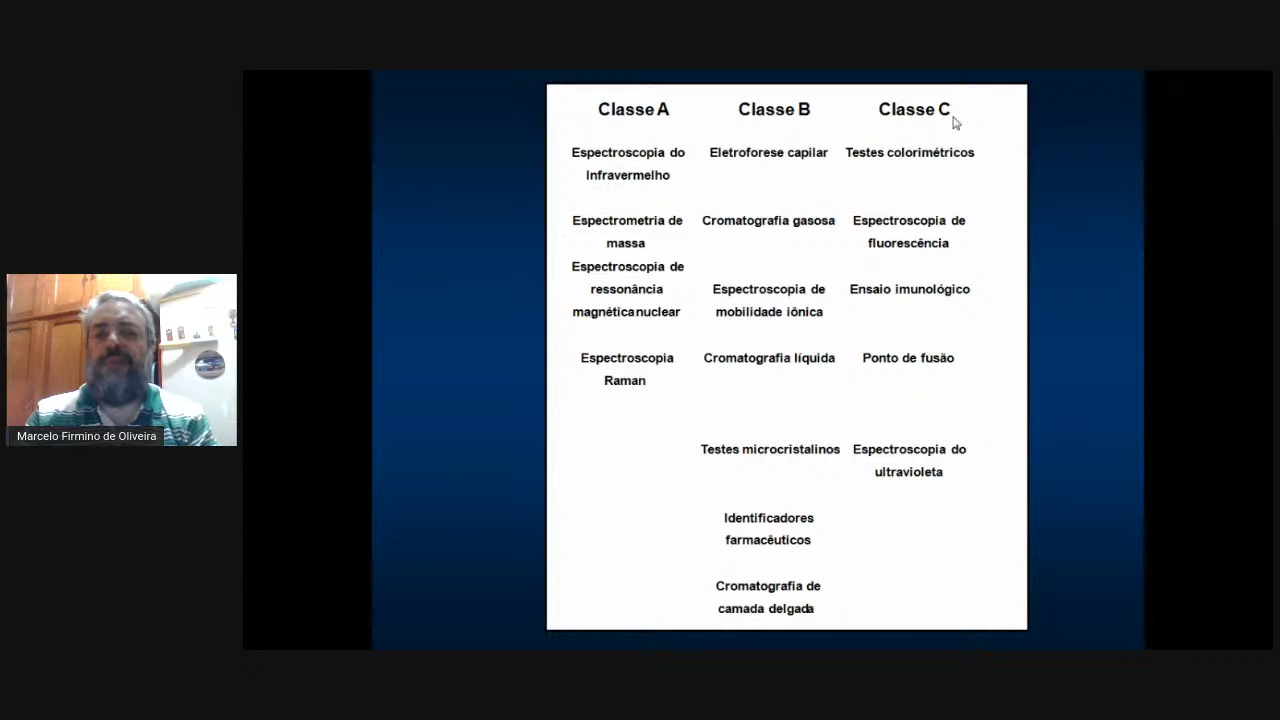 Classe A Classe B Classe C
Espectroscopia do Eletroforese capilar Testes colorimétricos
Infravermelho
Espectrometria de Cromatografia gasosa Espectroscopia de
massa fluorescência
Espectroscopia de
ressonância Espectroscopia de Ensaio imunológico
magnética nuclear mobilidade iônica
Espectroscopia Cromatografia líquida Ponto de fusão
Raman
Testes microcristalinos Espectroscopia do
ultravioleta
Identificadores
farmacêuticos
Cromatografia de
camada delgada
Marcelo Firmino de Oliveira